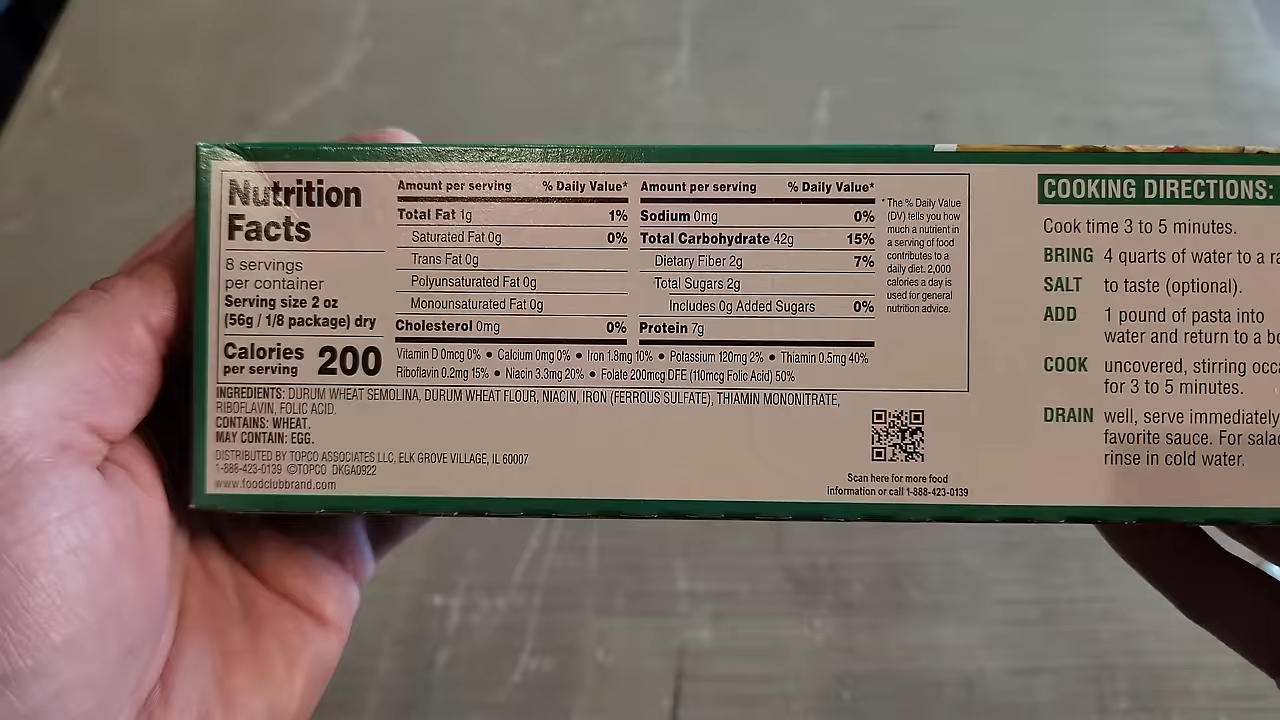 Nutrition
Facts
8 servings
per container
Serving size 2 oz
(56g / 1/8 package) dry
Calories
per serving 200
Amount per serving % Daily Value*
Total Fat 1g 1%
Saturated Fat 0g 0%
Trans Fat 0g
Polyunsaturated Fat 0g
Monounsaturated Fat 0g
Cholesterol 0mg 0%
Amount per serving % Daily Value*
Sodium 0mg 0%
Total Carbohydrate 42g 15%
Dietary Fiber 2g 7%
Total Sugars 2g
Includes 0g Added Sugars 0%
Protein 7g
Vitamin D 0mcg 0% • Calcium 0mg 0% • Iron 1.8mg 10% • Potassium 120mg 2% • Thiamin 0.5mg 40%
Riboflavin 0.2mg 15% • Niacin 3.3mg 20% • Folate 200mcg DFE (110mcg Folic Acid) 50%
* The % Daily Value
(DV) tells you how
much a nutrient in
a serving of food
contributes to a
daily diet. 2,000
calories a day is
used for general
nutrition advice.
INGREDIENTS: DURUM WHEAT SEMOLINA, DURUM WHEAT FLOUR, NIACIN, IRON (FERROUS SULFATE), THIAMIN MONONITRATE,
RIBOFLAVIN, FOLIC ACID.
CONTAINS: WHEAT.
MAY CONTAIN: EGG.
DISTRIBUTED BY TOPCO ASSOCIATES LLC, ELK GROVE VILLAGE, IL 60007
1-888-423-0139 ©TOPCO DKGA0922
www.foodclubbrand.com
Scan here for more food
information or call 1-888-423-0139
COOKING DIRECTIONS:
Cook time 3 to 5 minutes.
BRING 4 quarts of water to a
SALT to taste (optional).
ADD 1 pound of pasta into
water and return to a
COOK uncovered, stirring
for 3 to 5 minutes.
DRAIN well, serve immediately
favorite sauce. For
rinse in cold water.